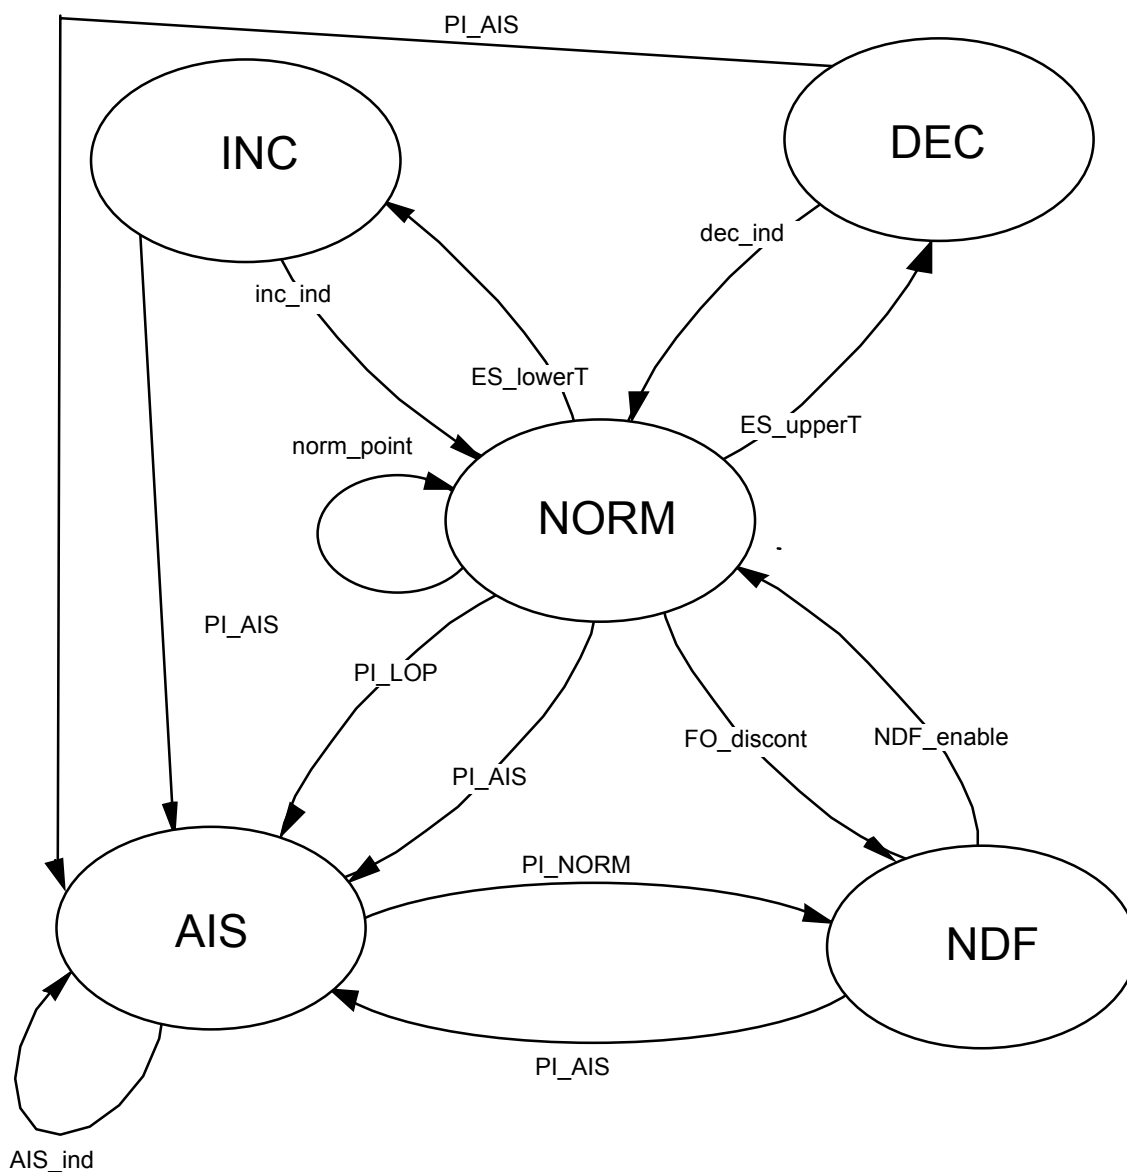 PI_AIS
INC
DEC
dec_ind
inc_ind
ES_lowerT
ES_upperT
norm_point
NORM
PI_AIS
PI_LOP
FO_discont
NDF_enable
PI_AIS
PI_NORM
AIS
NDF
PI_AIS
AIS_ind